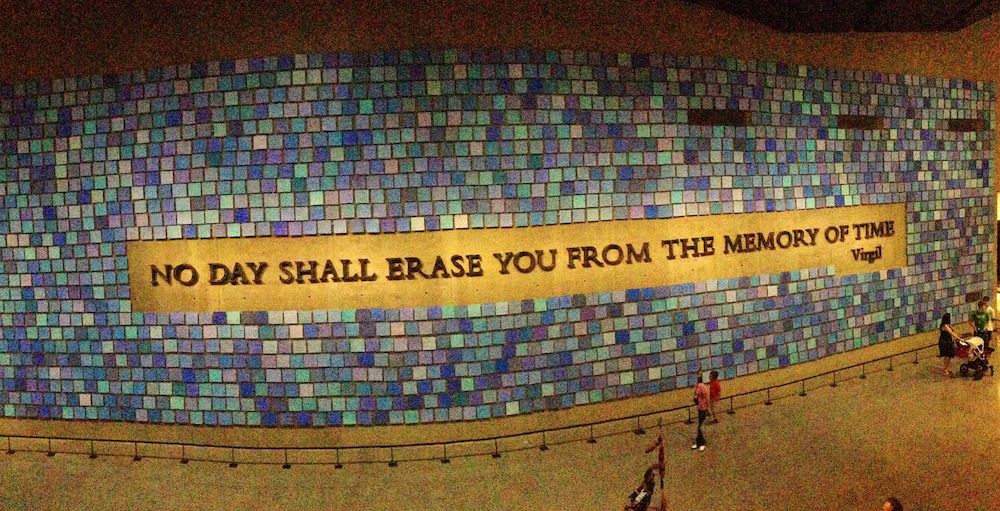 NO DAY SHALL ERASE YOU FROM THE MEMORY OF TIME
Virgil